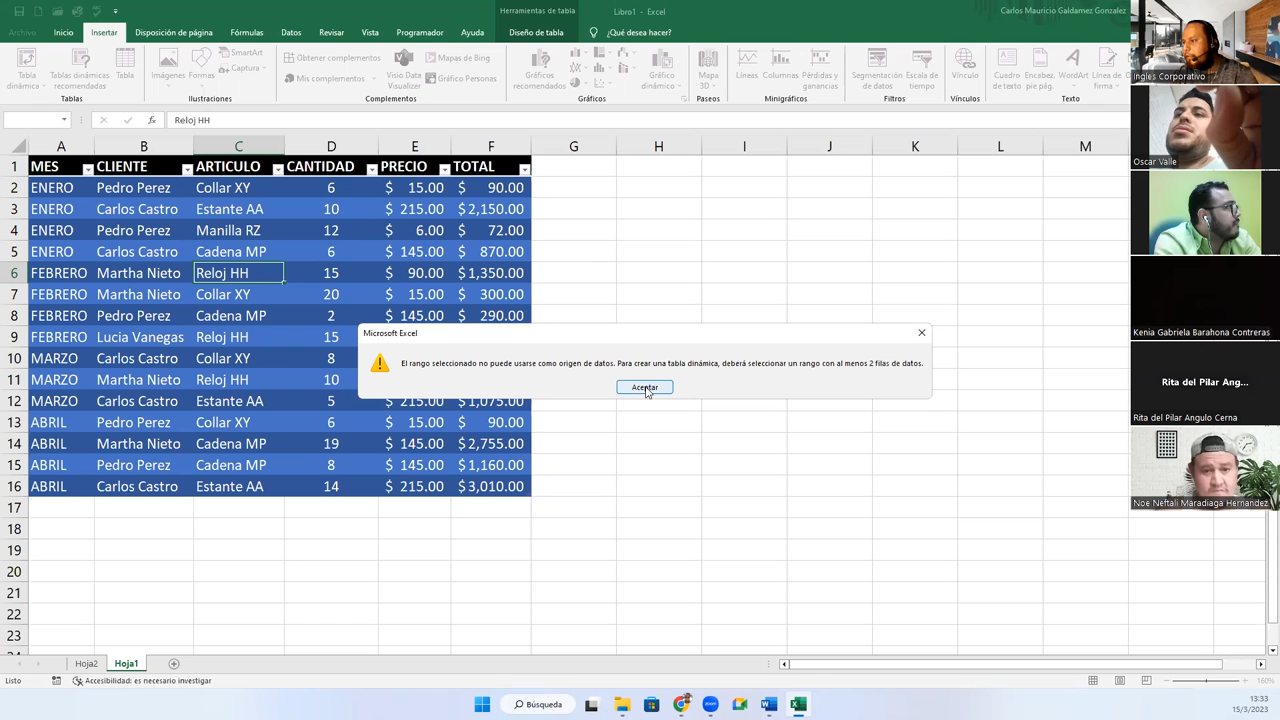 Herramientas de tabla
Libro1 - Excel
Carlos Mauricio Galdamez Gonzalez
Archivo Inicio Insertar Disposición de página Fórmulas Datos Revisar Vista Programador Ayuda Diseño de tabla ¿Qué desea hacer?
Tabla dinámica
Tablas dinámicas recomendadas
Tabla
Tablas
Imágenes
Formas
SmartArt
Captura
Ilustraciones
Obtener complementos
Mis complementos
Visio Data Visualizer
Mapas de Bing
Gráfico Personas
Complementos
Gráficos recomendados
Gráfico dinámico
Gráficos
Mapa 3D
Paseos
Línea
Columnas
Pérdidas y ganancias
Minigráficos
Segmentación de datos
Escala de tiempo
Filtros
Vínculo
Vínculos
Cuadro de texto
Encabez. pie pág.
WordArt
Línea de firma
Texto
Reloj HH
A B C D E F G H I J K L M
1 MES CLIENTE ARTICULO CANTIDAD PRECIO TOTAL
2 ENERO Pedro Perez Collar XY 6 $ 15.00 $ 90.00
3 ENERO Carlos Castro Estante AA 10 $ 215.00 $ 2,150.00
4 ENERO Pedro Perez Manilla RZ 12 $ 6.00 $ 72.00
5 ENERO Carlos Castro Cadena MP 6 $ 145.00 $ 870.00
6 FEBRERO Martha Nieto Reloj HH 15 $ 90.00 $ 1,350.00
7 FEBRERO Martha Nieto Collar XY 20 $ 15.00 $ 300.00
8 FEBRERO Pedro Perez Cadena MP 2 $ 145.00 $ 290.00
9 FEBRERO Lucia Vanegas Reloj HH 15
10 MARZO Carlos Castro Collar XY 8
11 MARZO Carlos Castro Reloj HH 10
12 MARZO Carlos Castro Estante AA 5 $ 215.00 $ 1,075.00
13 ABRIL Pedro Perez Collar XY 6 $ 15.00 $ 90.00
14 ABRIL Martha Nieto Cadena MP 19 $ 145.00 $ 2,755.00
15 ABRIL Pedro Perez Cadena MP 8 $ 145.00 $ 1,160.00
16 ABRIL Carlos Castro Estante AA 14 $ 215.00 $ 3,010.00
17
18
19
20
21
22
23
Microsoft Excel
El rango seleccionado no puede usarse como origen de datos. Para crear una tabla dinámica, deberá seleccionar un rango con al menos 2 filas de datos.
Aceptar
Ingles Corporativo
Oscar Valle
Kenia Gabriela Barahona Contreras
Rita del Pilar Ang...
Rita del Pilar Angulo Cerna
Noe Neftali Maradiaga Hernandez
Hoja2 Hoja1
Listo
Accesibilidad: es necesario investigar
160%
Búsqueda
13:33
15/3/2023